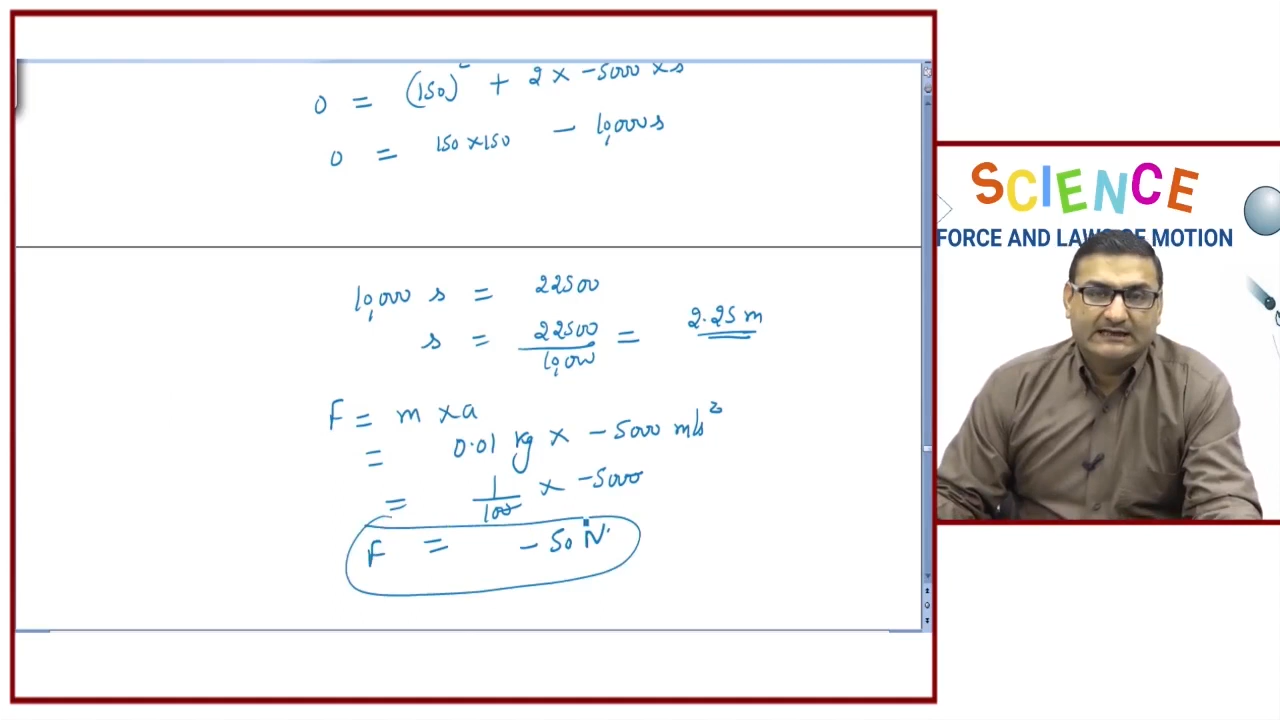 0 = (150)² + 2 × -5000 × s
0 = 150 × 150 - 10,000 s
10,000 s = 22500
s = 22500/10,000 = 2.25 m
F = m × a
= 0.01 kg × -5000 m/s²
= 1/100 × -5000
F = -50 N.
SCIENCE
FORCE AND LAWS OF MOTION